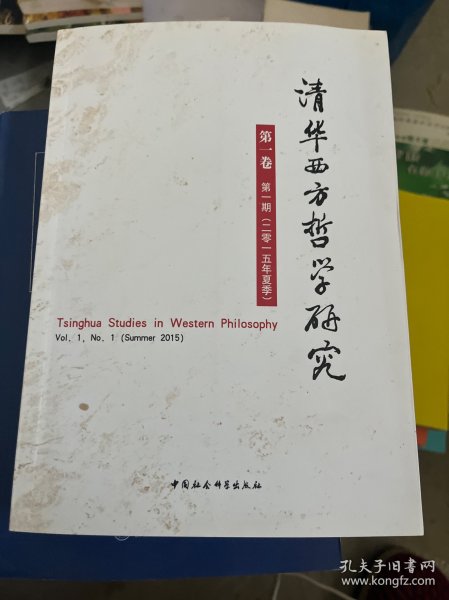 清华西方哲学研究
第一卷 第一期(二零一五年夏季)
Tsinghua Studies in Western Philosophy
Vol. 1, No. 1 (Summer 2015)
中国社会科学出版社
孔夫子旧书网
www.kongfz.com